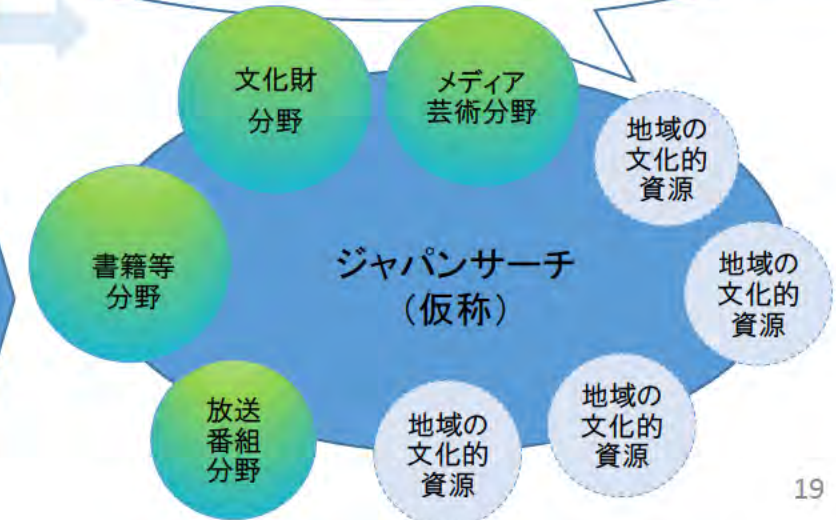 文化財
分野
メディア
芸術分野
地域の
文化的
資源
書籍等
分野
ジャパンサーチ
（仮称）
地域の
文化的
資源
放送
番組
分野
地域の
文化的
資源
地域の
文化的
資源
19